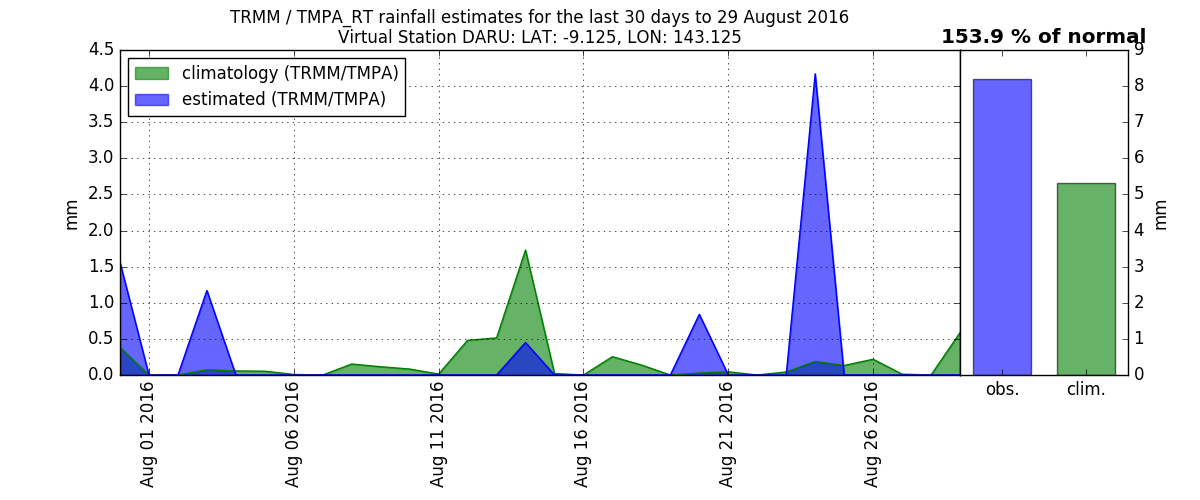 TRMM / TMPA_RT rainfall estimates for the last 30 days to 29 August 2016
Virtual Station DARU: LAT: -9.125, LON: 143.125
153.9 % of normal
climatology (TRMM/TMPA)
estimated (TRMM/TMPA)
mm
4.5
4.0
3.5
3.0
2.5
2.0
1.5
1.0
0.5
0.0
Aug 01 2016
Aug 06 2016
Aug 11 2016
Aug 16 2016
Aug 21 2016
Aug 26 2016
obs.
clim.
9
8
7
6
5
4
3
2
1
0
mm